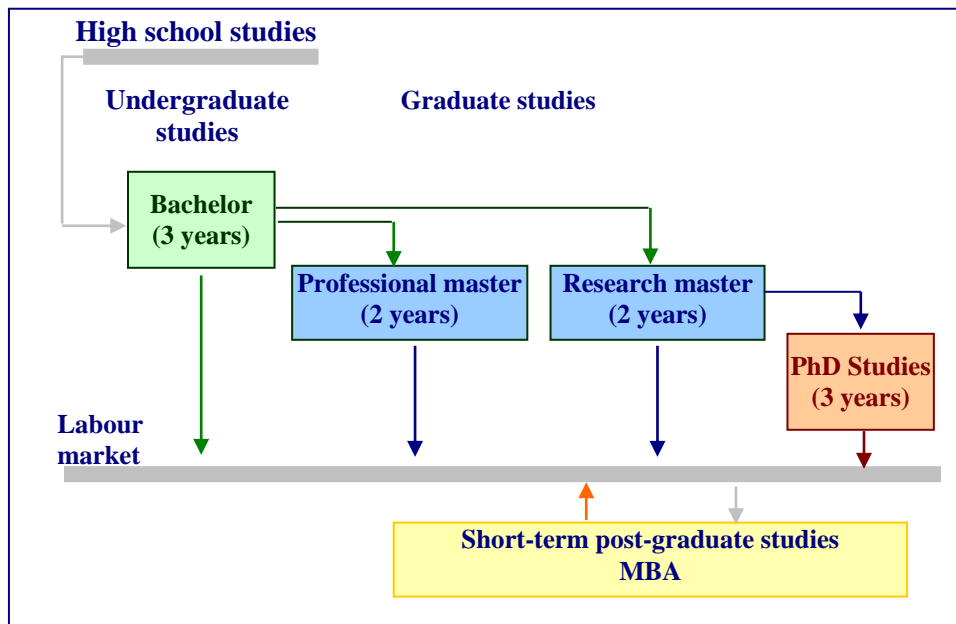 High school studies
Undergraduate
studies
Graduate studies
Bachelor
(3 years)
Professional master
(2 years)
Research master
(2 years)
PhD Studies
(3 years)
Labour
market
Short-term post-graduate studies
MBA